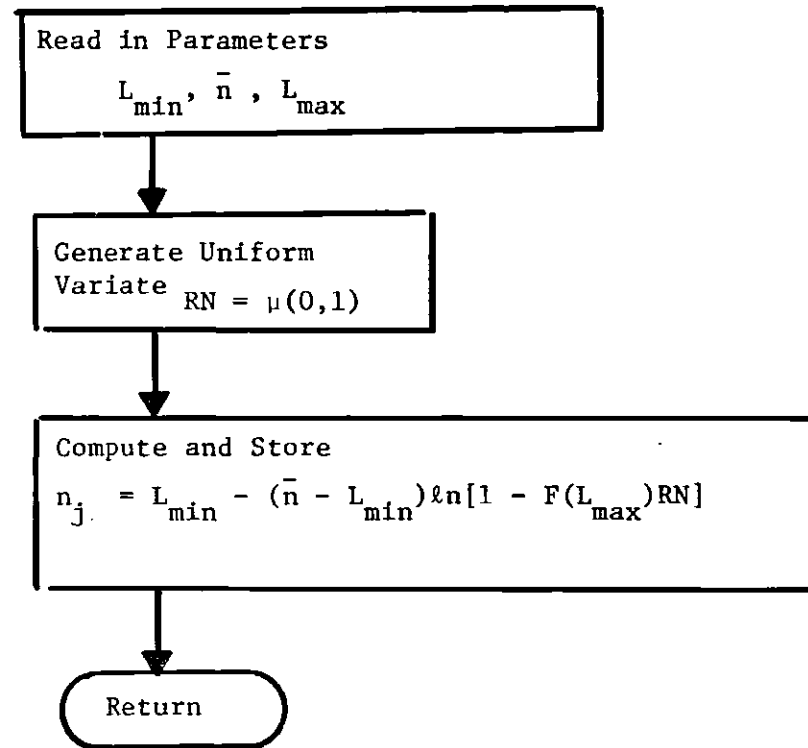 Read in Parameters
L_min, n̄ , L_max
Generate Uniform
Variate RN = μ(0,1)
Compute and Store
n_j = L_min - (n̄ - L_min)ℓn[1 - F(L_max)RN]
Return